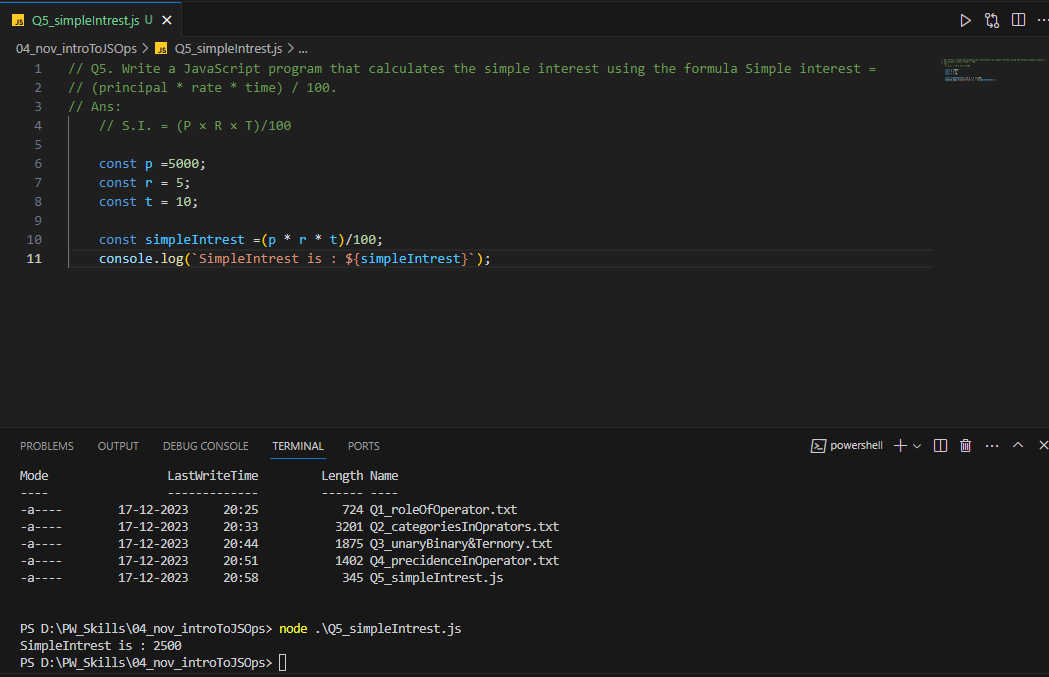 JS Q5_simpleIntrest.js U ×
04_nov_introToJSOps > JS Q5_simpleIntrest.js > ...
1 // Q5. Write a JavaScript program that calculates the simple interest using the formula Simple interest =
2 // (principal * rate * time) / 100.
3 // Ans:
4 // S.I. = (P × R × T)/100
5
6 const p =5000;
7 const r = 5;
8 const t = 10;
9
10 const simpleIntrest =(p * r * t)/100;
11 console.log(`SimpleIntrest is : ${simpleIntrest}`);
PROBLEMS OUTPUT DEBUG CONSOLE TERMINAL PORTS powershell
Mode LastWriteTime Length Name
---- ------------- ------ ----
-a---- 17-12-2023 20:25 724 Q1_roleOfOperator.txt
-a---- 17-12-2023 20:33 3201 Q2_categoriesInOprators.txt
-a---- 17-12-2023 20:44 1875 Q3_unaryBinary&Ternory.txt
-a---- 17-12-2023 20:51 1402 Q4_precidenceInOperator.txt
-a---- 17-12-2023 20:58 345 Q5_simpleIntrest.js
PS D:\PW_Skills\04_nov_introToJSOps> node .\Q5_simpleIntrest.js
SimpleIntrest is : 2500
PS D:\PW_Skills\04_nov_introToJSOps>